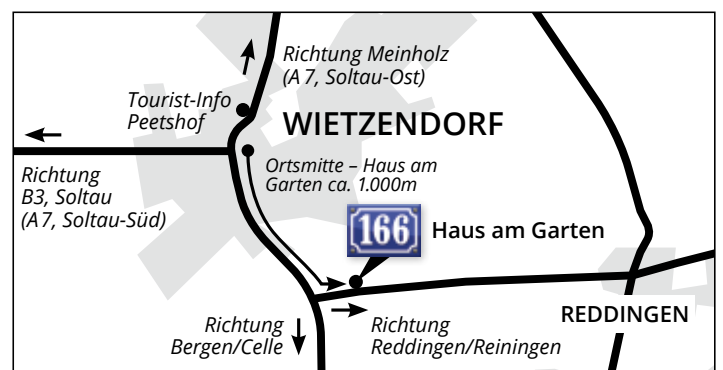 Richtung Meinholz
(A 7, Soltau-Ost)
Tourist-Info
Peetshof
WIETZENDORF
Richtung
B3, Soltau
(A 7, Soltau-Süd)
Ortsmitte – Haus am
Garten ca. 1.000m
166
Haus am Garten
REDDINGEN
Richtung
Bergen/Celle
Richtung
Reddingen/Reiningen